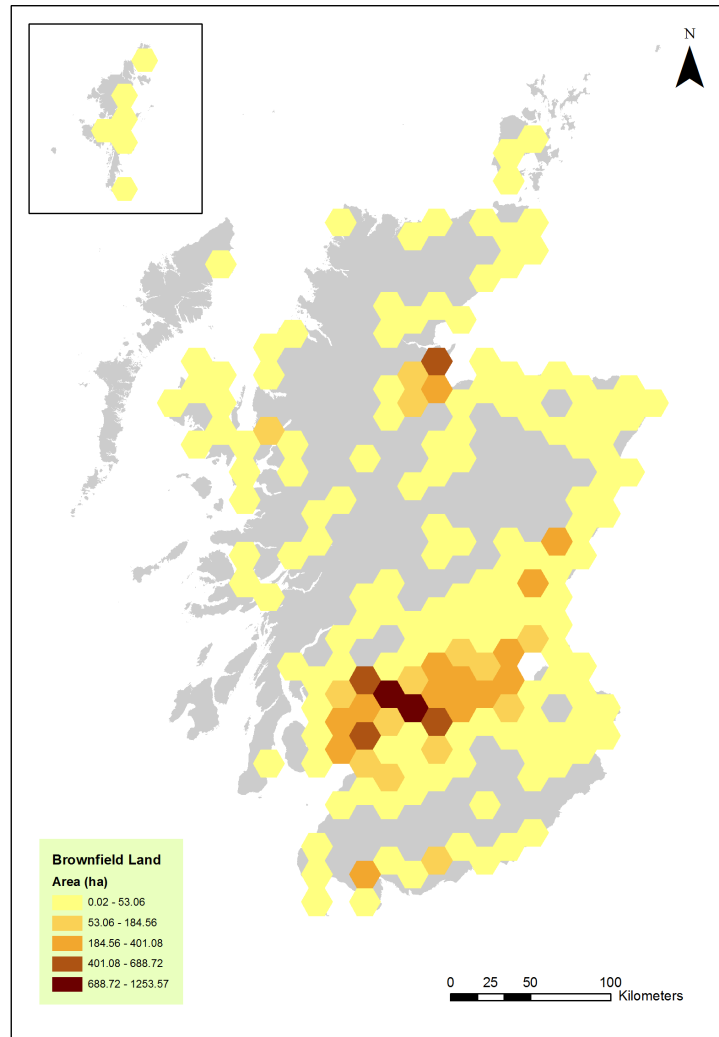 N
Brownfield Land
Area (ha)
0.02 - 53.06
53.06 - 184.56
184.56 - 401.08
401.08 - 688.72
688.72 - 1253.57
0 25 50 100
Kilometers